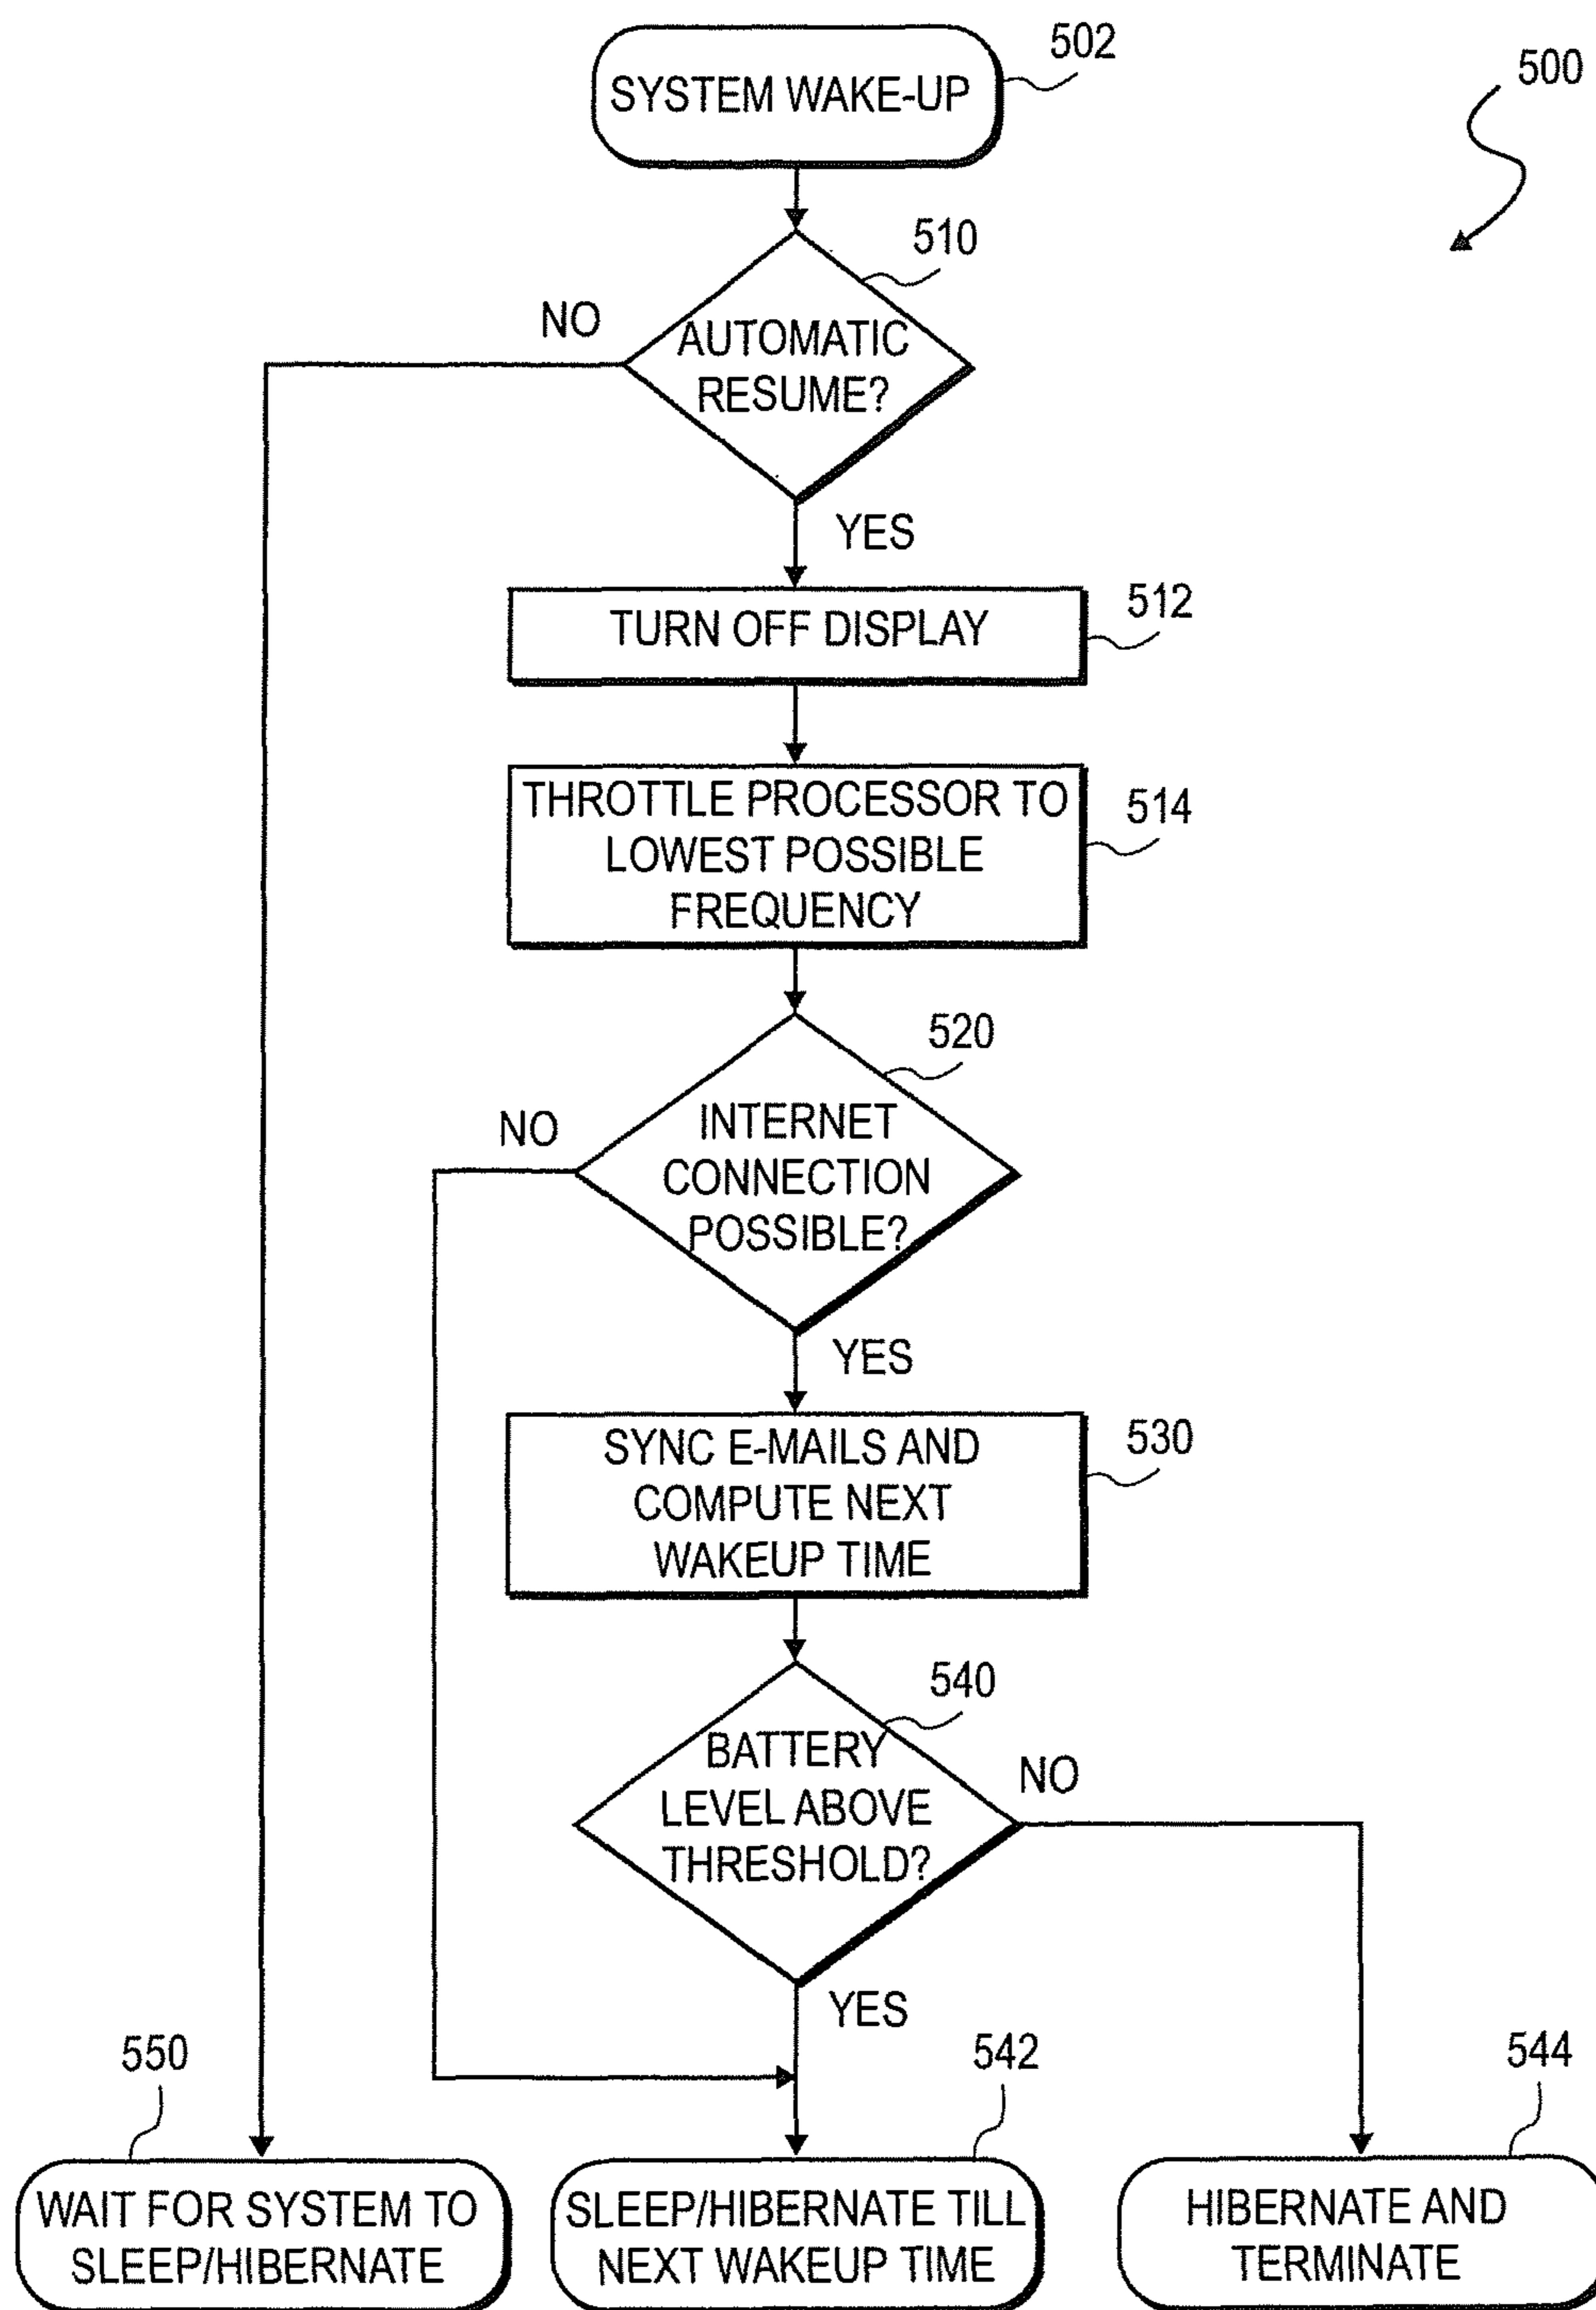 SYSTEM WAKE-UP
502
500
510
NO
AUTOMATIC
RESUME?
YES
TURN OFF DISPLAY
512
THROTTLE PROCESSOR TO
LOWEST POSSIBLE
FREQUENCY
514
520
NO
INTERNET
CONNECTION
POSSIBLE?
YES
SYNC E-MAILS AND
COMPUTE NEXT
WAKEUP TIME
530
540
BATTERY
LEVEL ABOVE
THRESHOLD?
NO
YES
550
542
544
WAIT FOR SYSTEM TO
SLEEP/HIBERNATE
SLEEP/HIBERNATE TILL
NEXT WAKEUP TIME
HIBERNATE AND
TERMINATE